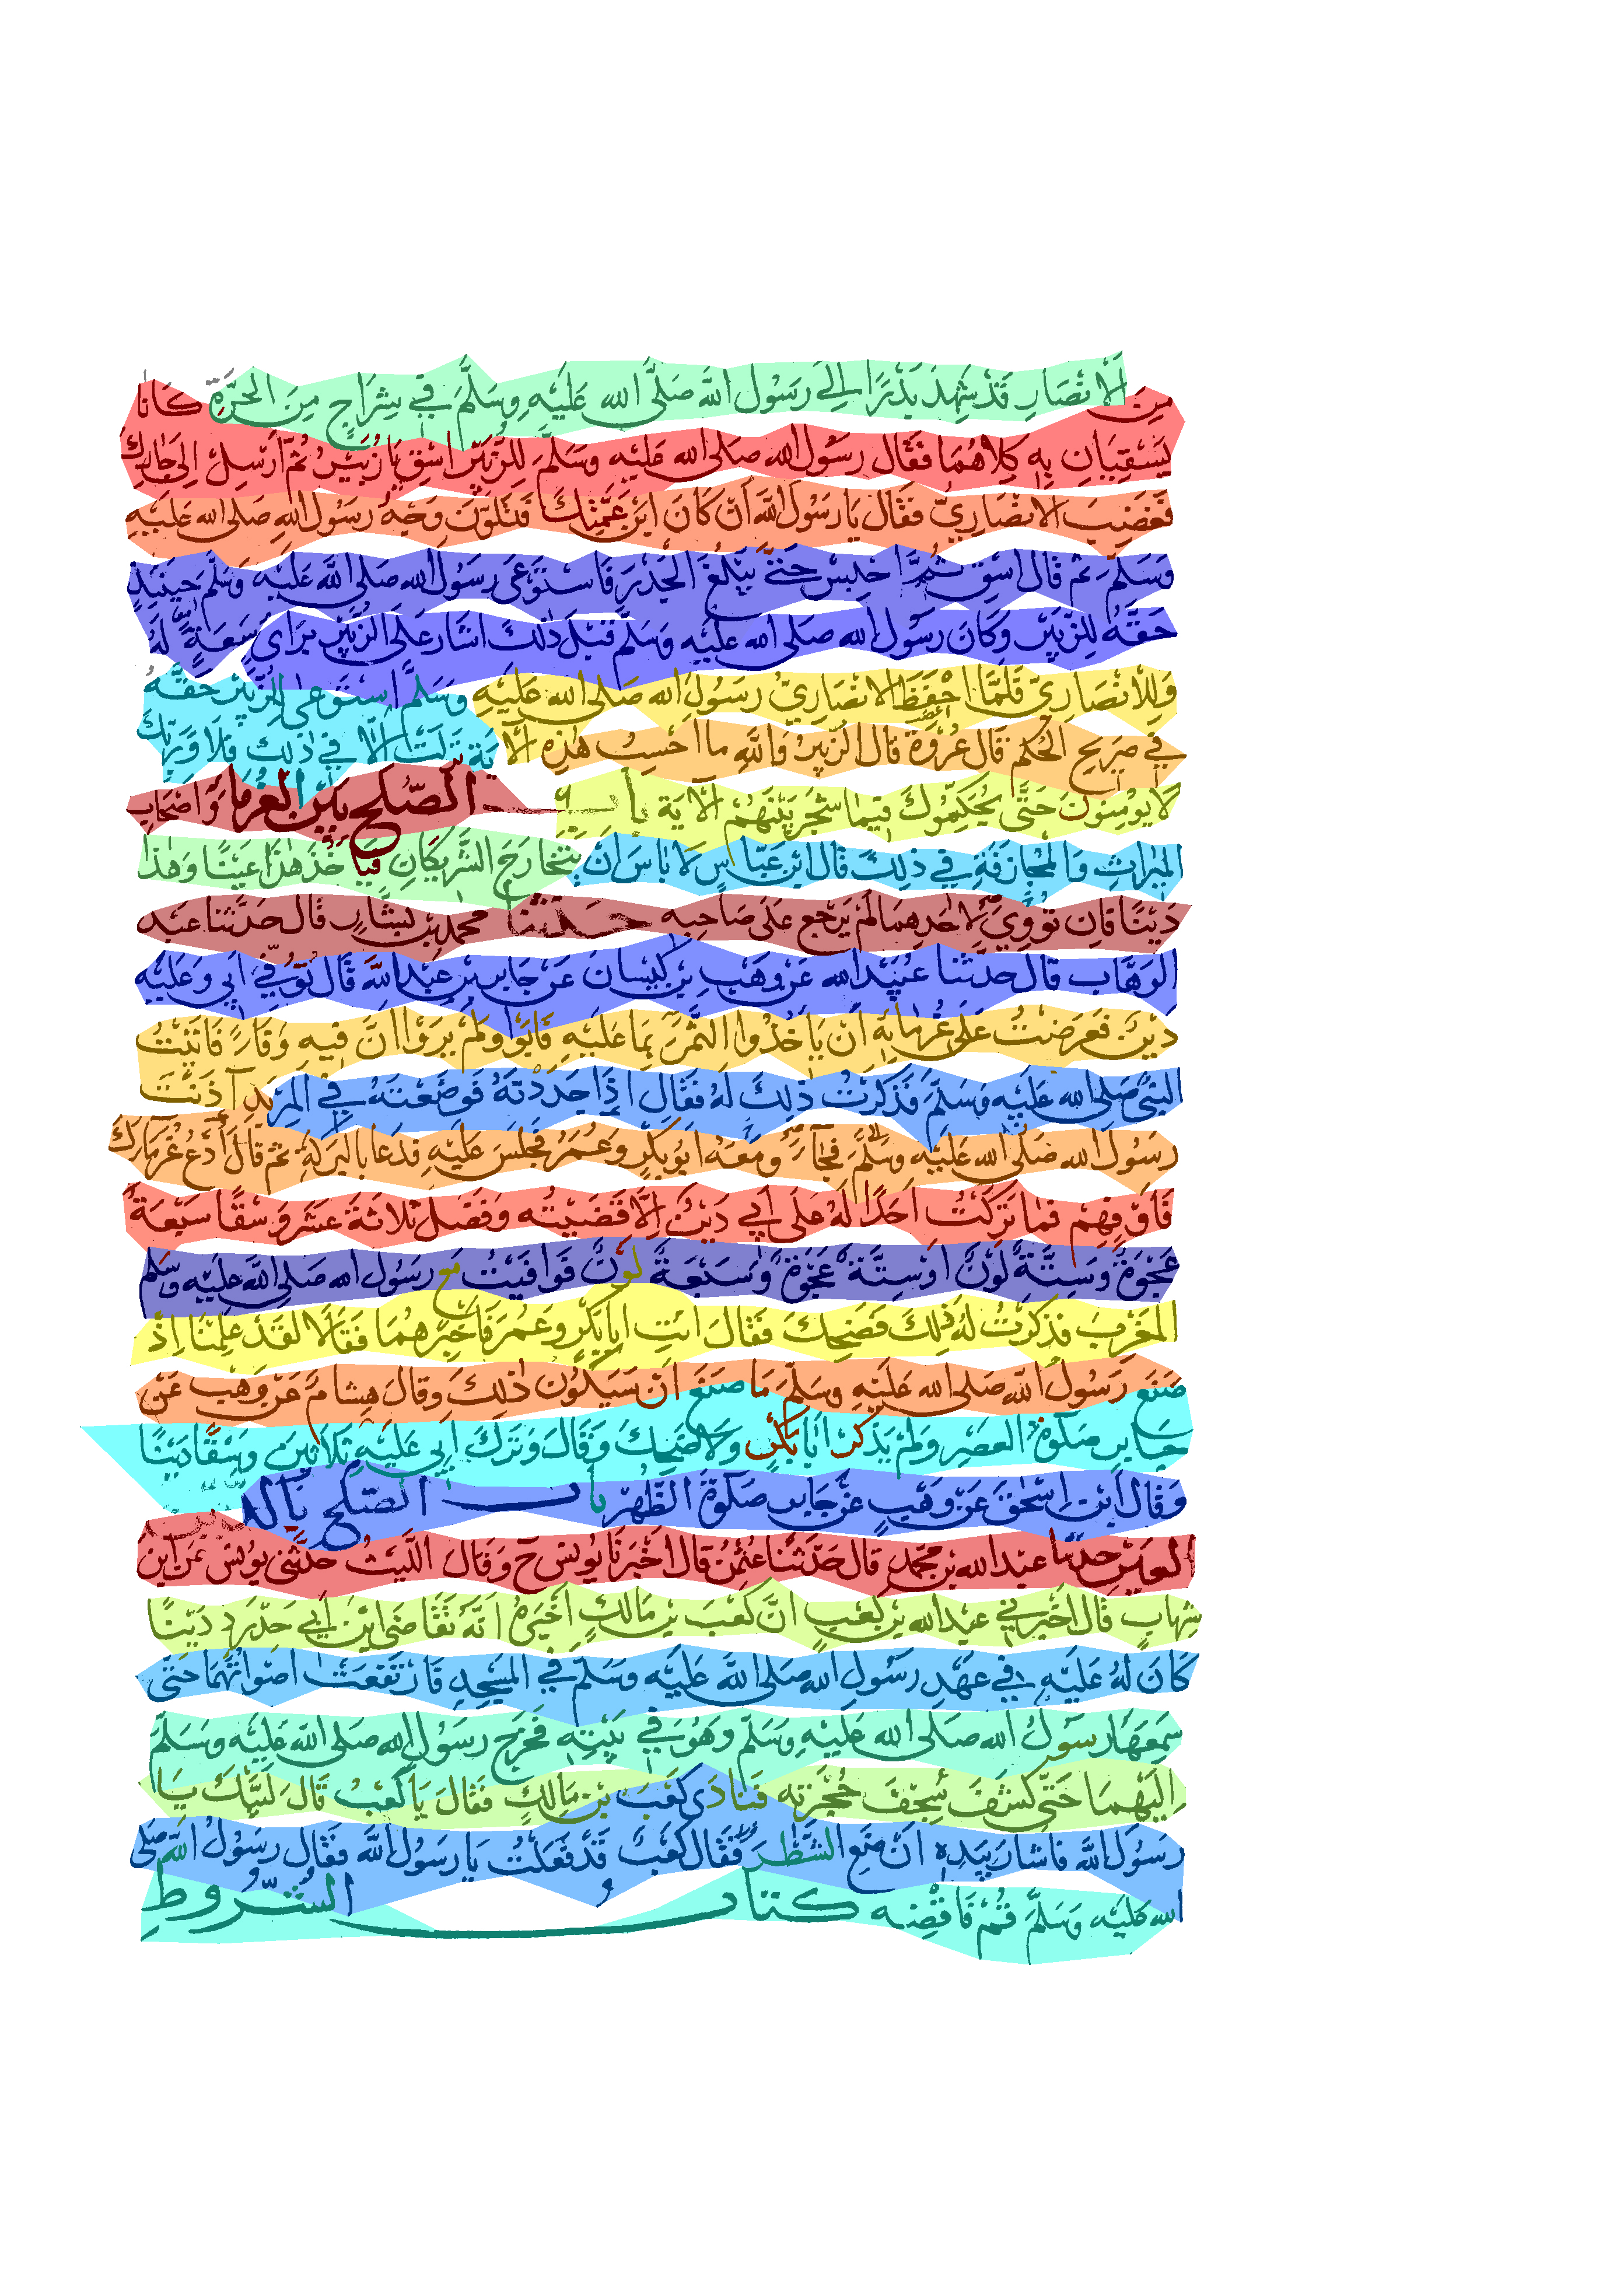 من الانصار قد شهد بدرا الى رسول الله صلى الله عليه وسلم في شراج من الحرة كانا
يسقيان به كلاهما فقال رسول الله صلى الله عليه وسلم للزبير اسق يا زبير ثم ارسل الى جارك
فغضب الانصاري فقال يا رسول الله آن كان ابن عمتك فتلون وجه رسول الله صلى الله عليه
وسلم ثم قال اسق ثم احبس حتى يبلغ الجدر فاستوعى رسول الله صلى الله عليه وسلم حينئذ
حقه للزبير وكان رسول الله صلى الله عليه وسلم قبل ذلك اشار على الزبير براي سعة له
وللانصاري فلما احفظ الانصاري رسول الله صلى الله عليه وسلم استوعى للزبير حقه
في صريح الحكم قال عروة قال الزبير والله ما احسب هذه الآية نزلت الا في ذلك فلا وربك
لا يومنون حتى يحكموك فيما شجر بينهم الآية باب الصلح بين الغرما واصحاب
الميراث والمجازفة في ذلك قال ابن عباس لا باس ان يتخارج الشريكان فياخذ هذا عينا وهذا
دينا فان توي لاحدهما لم يرجع على صاحبه حدثنا محمد بن بشار قال حدثنا عبد
الوهاب قال حدثنا عبيد الله عن وهب بن كيسان عن جابر بن عبد الله قال توفي ابي وعليه
دين فعرضت على غرمايه ان ياخذوا التمر بما عليه فابوا ولم يروا ان فيه وفاء فاتيت
النبي صلى الله عليه وسلم فذكرت ذلك له فقال اذا جددته فوضعته في المربد آذنت
رسول الله صلى الله عليه وسلم فجاء ومعه ابو بكر وعمر فجلس عليه فدعا بالبركة ثم قال ادع غرماك
فاوفهم فما تركت احدا له على ابي دين الا قضيته وفضل ثلاثة عشر وسقا سبعة
عجوة وستة لون او ستة عجوة وسبعة لون فوافيت مع رسول الله صلى الله عليه وسلم
المغرب فذكرت له ذلك فضحك فقال ايت ابا بكر وعمر فاخبرهما فقالا لقد علمنا اذ
صنع رسول الله صلى الله عليه وسلم ما صنع ان سيكون ذلك وقال هشام عن وهب عن
جابر صلوة العصر ولم يذكر ابا بكر ولا ضحك وقال وترك ابي عليه ثلاثين وسقا دينا
وقال ابن اسحق عن وهب عن جابر صلوة الظهر باب الصلح بالدين
العين حدثنا عبد الله بن محمد قال حدثنا عثمن قال اخبرنا يونس ح وقال الليث حدثني يونس عن ابن
شهاب قال اخبرني عبد الله بن كعب ان كعب بن مالك اخبره انه تقاضى ابن ابي حدرد دينا
كان له عليه في عهد رسول الله صلى الله عليه وسلم في المسجد فارتفعت اصواتهما حتى
سمعها رسول الله صلى الله عليه وسلم وهو في بيته فخرج رسول الله صلى الله عليه وسلم
اليهما حتى كشف سجف حجرته فنادى كعب بن مالك فقال يا كعب قال لبيك يا
رسول الله فاشار بيده ان ضع الشطر فقال كعب قد فعلت يا رسول الله فقال رسول الله صلى
الله عليه وسلم قم فاقضه كتاب الشروط